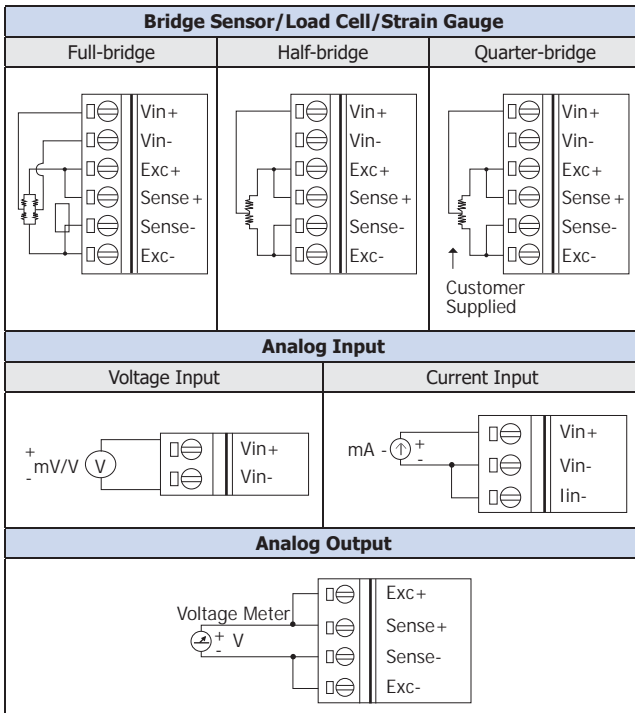 Bridge Sensor/Load Cell/Strain Gauge
Full-bridge
Half-bridge
Quarter-bridge
Vin+
Vin-
Exc+
Sense +
Sense-
Exc-
Vin+
Vin-
Exc+
Sense +
Sense-
Exc-
Vin+
Vin-
Exc+
Sense +
Sense-
Exc-
Customer
Supplied
Analog Input
Voltage Input
Current Input
+
mV/V
-
V
Vin+
Vin-
mA -
+
-
Vin+
Vin-
Iin-
Analog Output
Voltage Meter
+
V
-
Exc+
Sense+
Sense-
Exc-